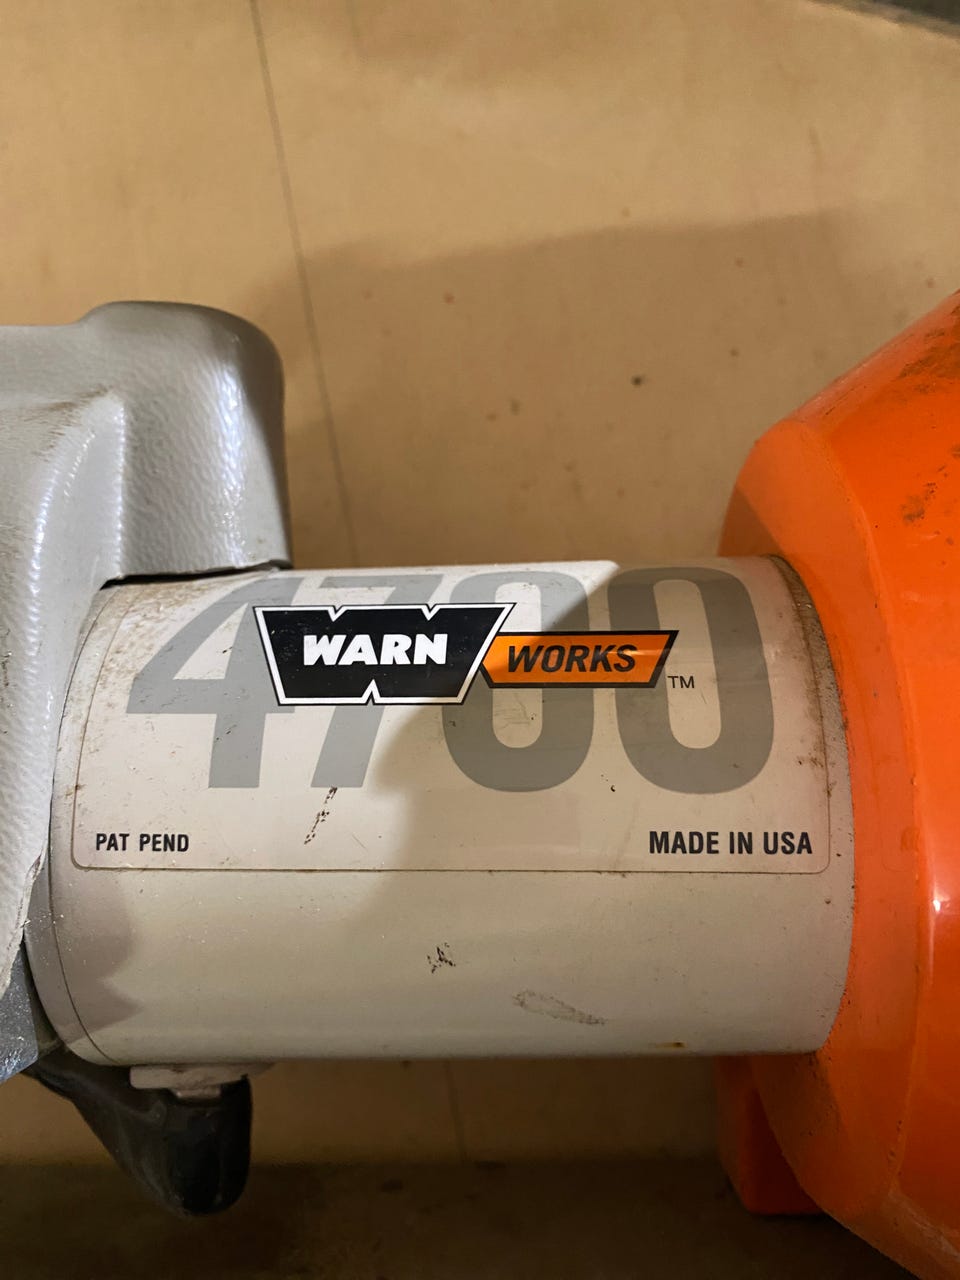 4700
WARN WORKS TM
PAT PEND
MADE IN USA